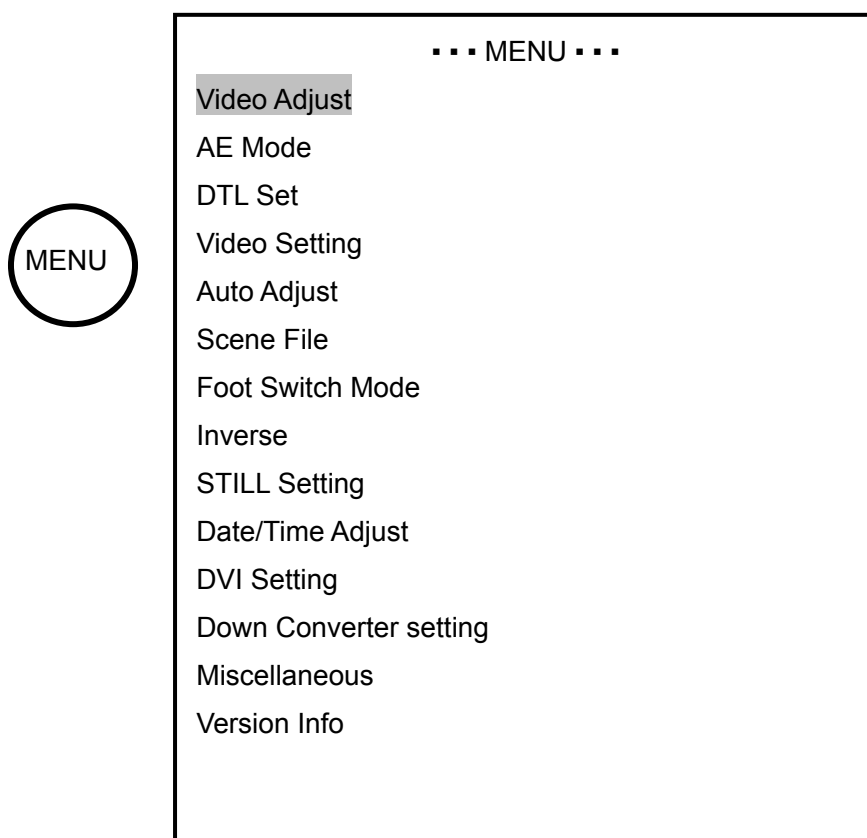 ▪ ▪ ▪ MENU ▪ ▪ ▪
Video Adjust
AE Mode
DTL Set
Video Setting
MENU
Auto Adjust
Scene File
Foot Switch Mode
Inverse
STILL Setting
Date/Time Adjust
DVI Setting
Down Converter setting
Miscellaneous
Version Info